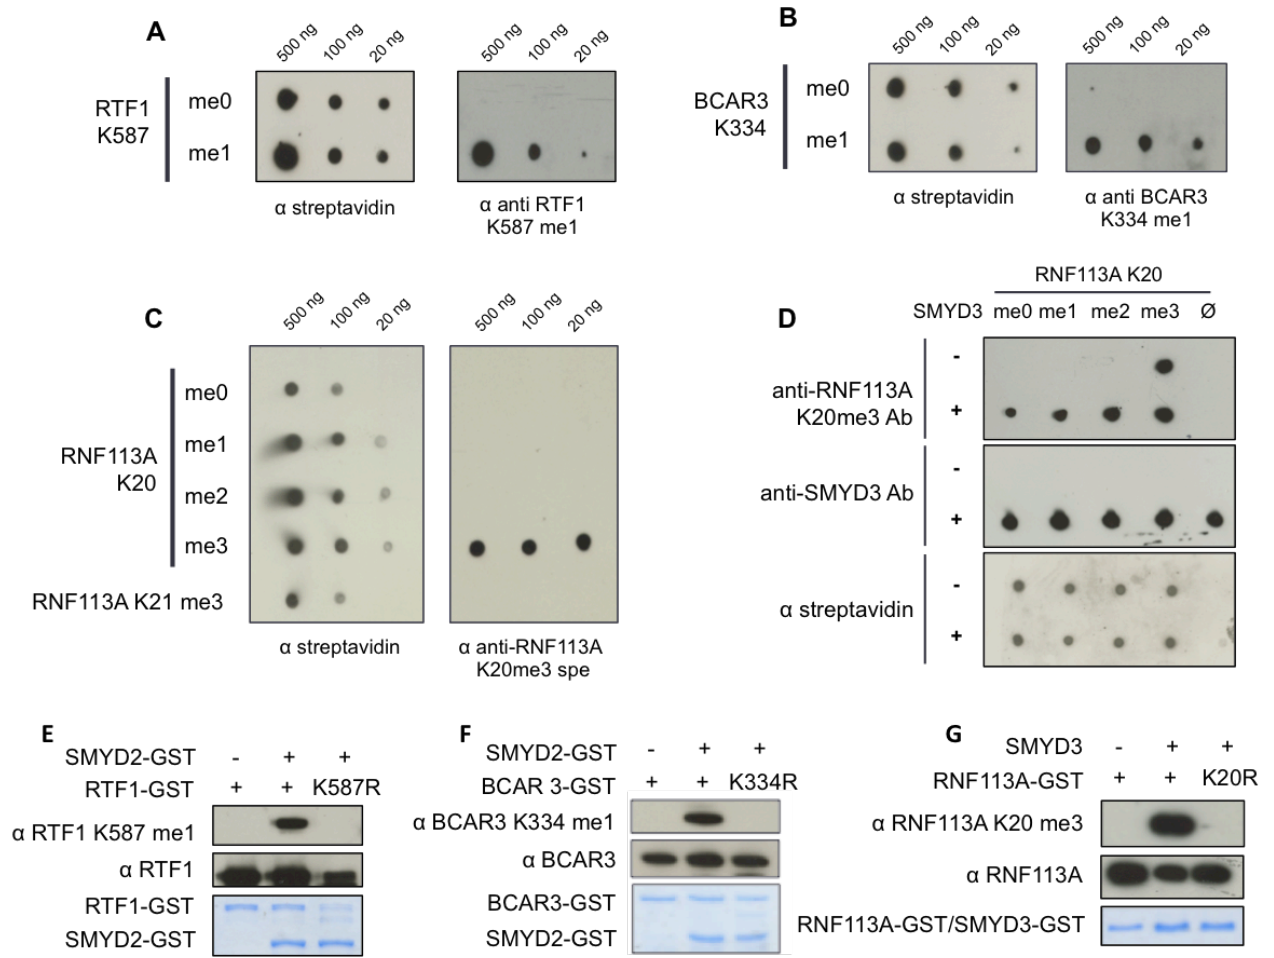 A
500 ng 100 ng 20 ng
500 ng 100 ng 20 ng
RTF1
K587
me0
me1
α streptavidin
α anti RTF1
K587 me1
B
500 ng 100 ng 20 ng
500 ng 100 ng 20 ng
BCAR3
K334
me0
me1
α streptavidin
α anti BCAR3
K334 me1
C
500 ng 100 ng 20 ng
500 ng 100 ng 20 ng
RNF113A
K20
me0
me1
me2
me3
RNF113A K21 me3
α streptavidin
α anti-RNF113A
K20me3 spe
D
RNF113A K20
SMYD3 me0 me1 me2 me3 Ø
anti-RNF113A
K20me3 Ab
-
+
anti-SMYD3 Ab
-
+
α streptavidin
-
+
E
SMYD2-GST - + +
RTF1-GST + + K587R
α RTF1 K587 me1
α RTF1
RTF1-GST
SMYD2-GST
F
SMYD2-GST - + +
BCAR 3-GST + + K334R
α BCAR3 K334 me1
α BCAR3
BCAR3-GST
SMYD2-GST
G
SMYD3 - + +
RNF113A-GST + + K20R
α RNF113A K20 me3
α RNF113A
RNF113A-GST/SMYD3-GST